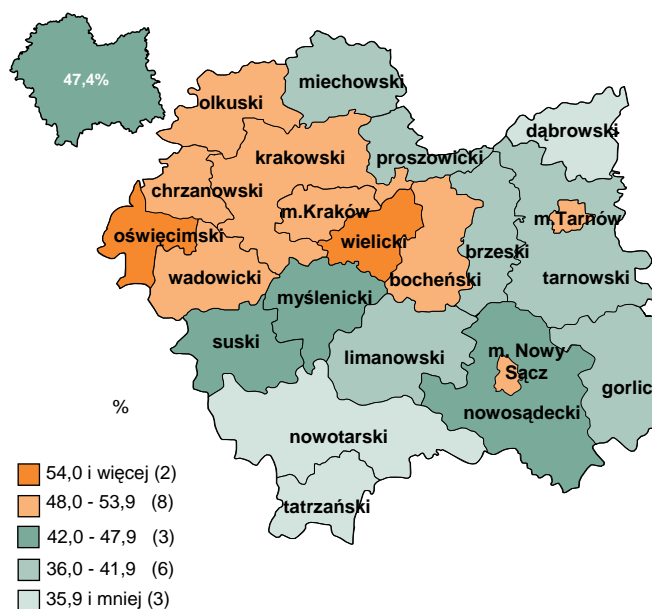 47,4%
miechowski
olkuski
dąbrowski
krakowski
proszowicki
chrzanowski
m.Kraków
m.Tarnów
oświęcimski
wielicki
brzeski
wadowicki
bocheński
tarnowski
myślenicki
suski
limanowski
m. Nowy
Sącz
gorlic
nowosądecki
%
nowotarski
tatrzański
54,0 i więcej (2)
48,0 - 53,9 (8)
42,0 - 47,9 (3)
36,0 - 41,9 (6)
35,9 i mniej (3)